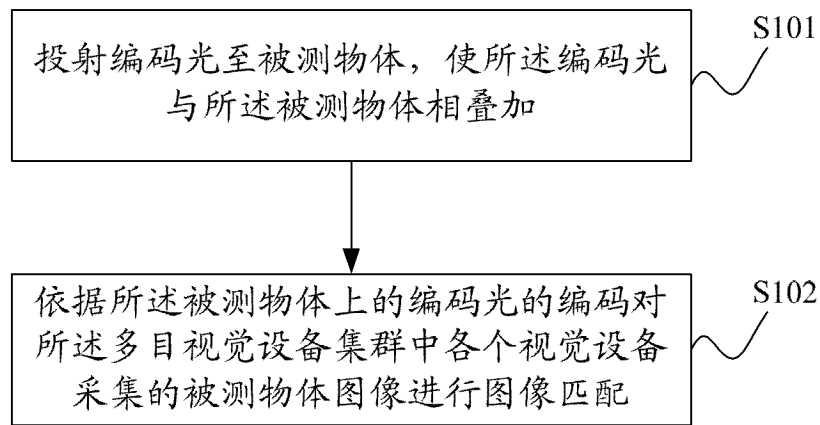 S101
投射编码光至被测物体，使所述编码光
与所述被测物体相叠加
S102
依据所述被测物体上的编码光的编码对
所述多目视觉设备集群中各个视觉设备
采集的被测物体图像进行图像匹配